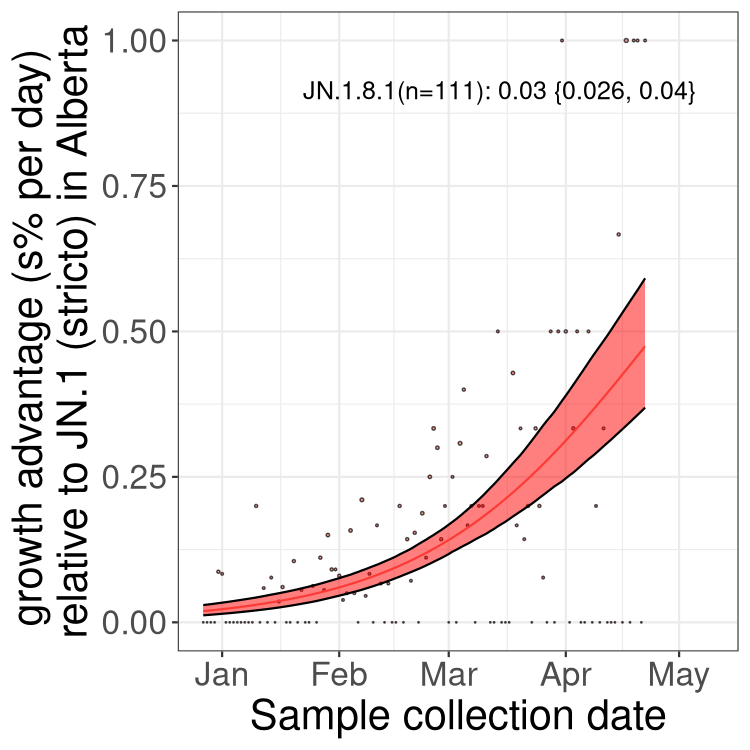 growth advantage (s% per day)
relative to JN.1 (stricto) in Alberta
1.00
0.75
0.50
0.25
0.00
JN.1.8.1(n=111): 0.03 {0.026, 0.04}
Jan Feb Mar Apr May
Sample collection date